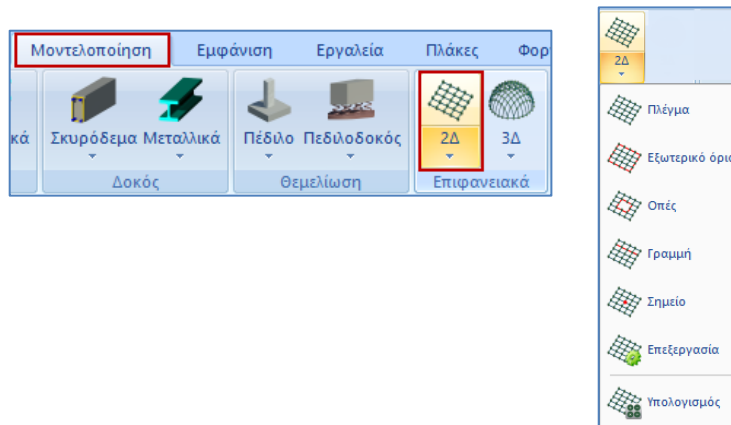 Μοντελοποίηση Εμφάνιση Εργαλεία Πλάκες
Σκυρόδεμα Μεταλλικά Πέδιλο Πεδιλοδοκός 2Δ 3Δ
Δοκός Θεμελίωση Επιφανειακά
2Δ
Πλέγμα
Εξωτερικό
Οπές
Γραμμή
Σημείο
Επεξεργασία
Υπολογισμός